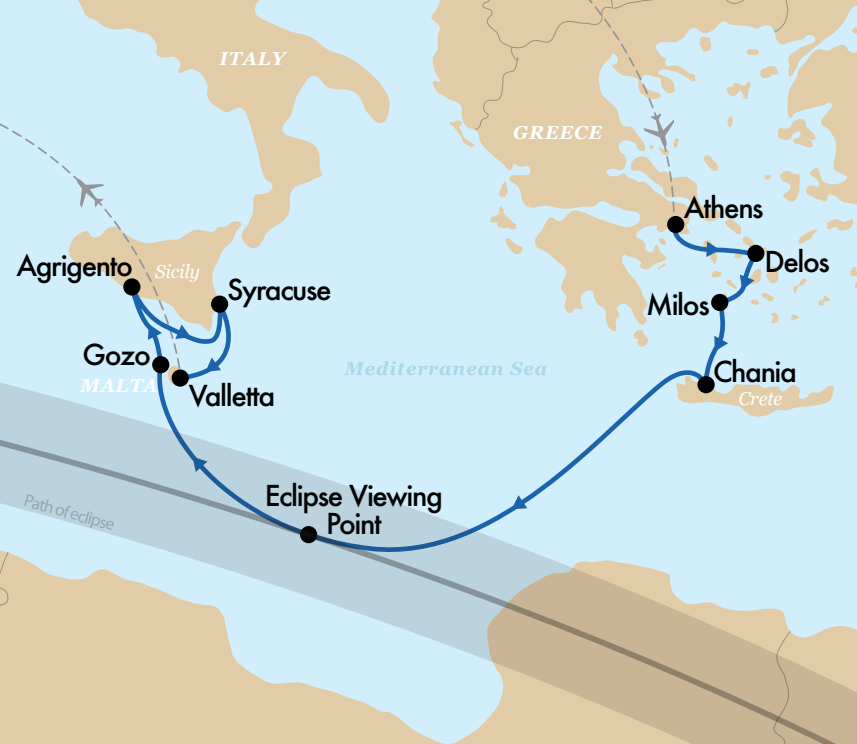 ITALY
GREECE
Athens
Delos
Agrigento
Sicily
Syracuse
Milos
Gozo
MALTA
Valletta
Mediterranean Sea
Chania
Crete
Path of eclipse
Eclipse Viewing
Point